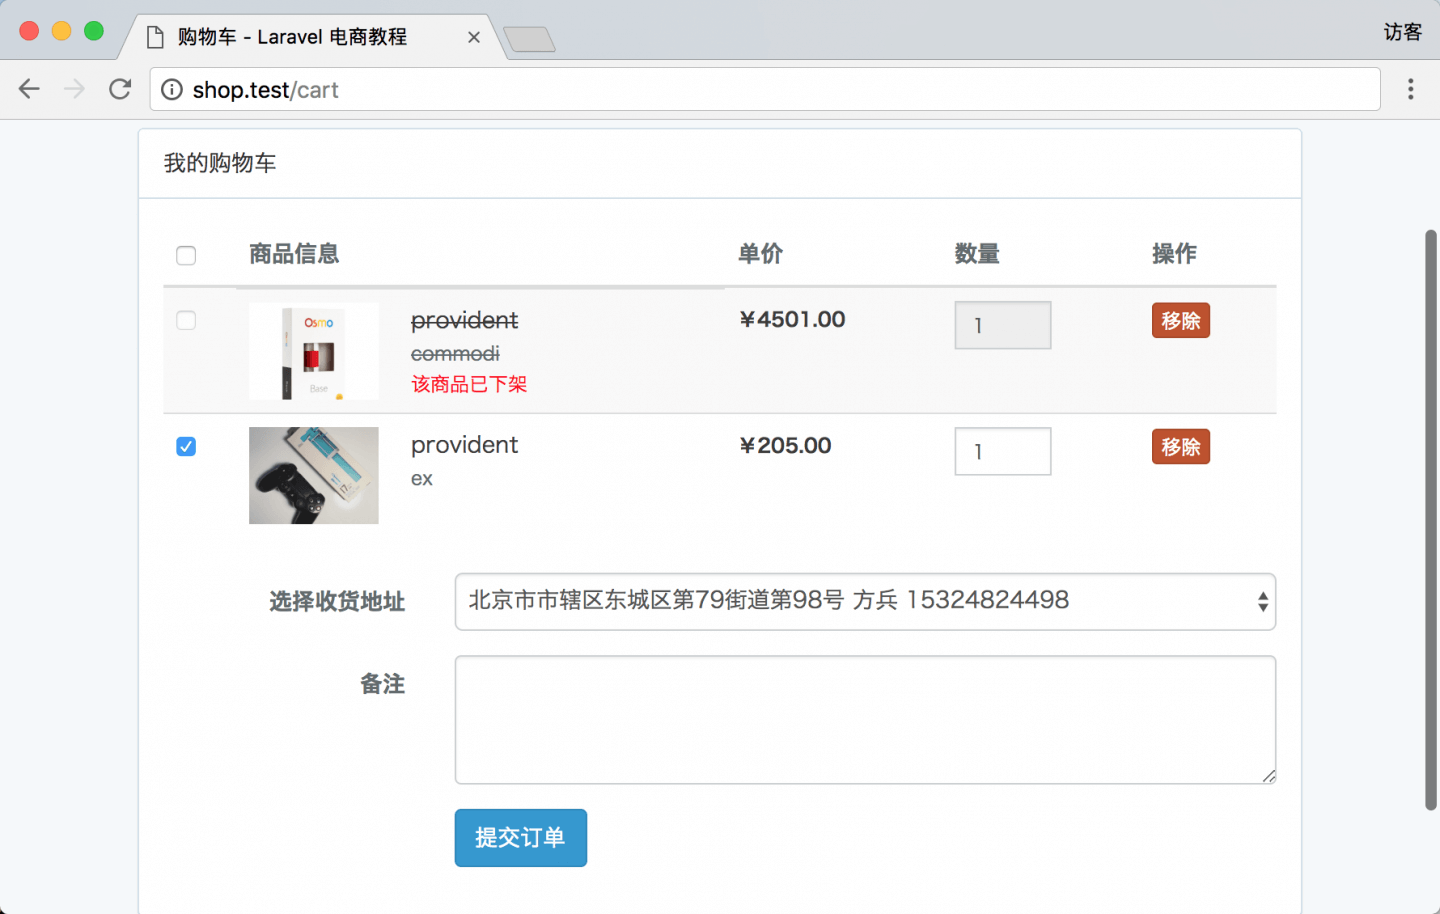 购物车 - Laravel 电商教程
访客
shop.test/cart
我的购物车
商品信息 单价 数量 操作
Osmo
Base
provident ¥4501.00 1 移除
commodi
该商品已下架
provident ¥205.00 1 移除
ex
选择收货地址 北京市市辖区东城区第79街道第98号 方兵 15324824498
备注
提交订单